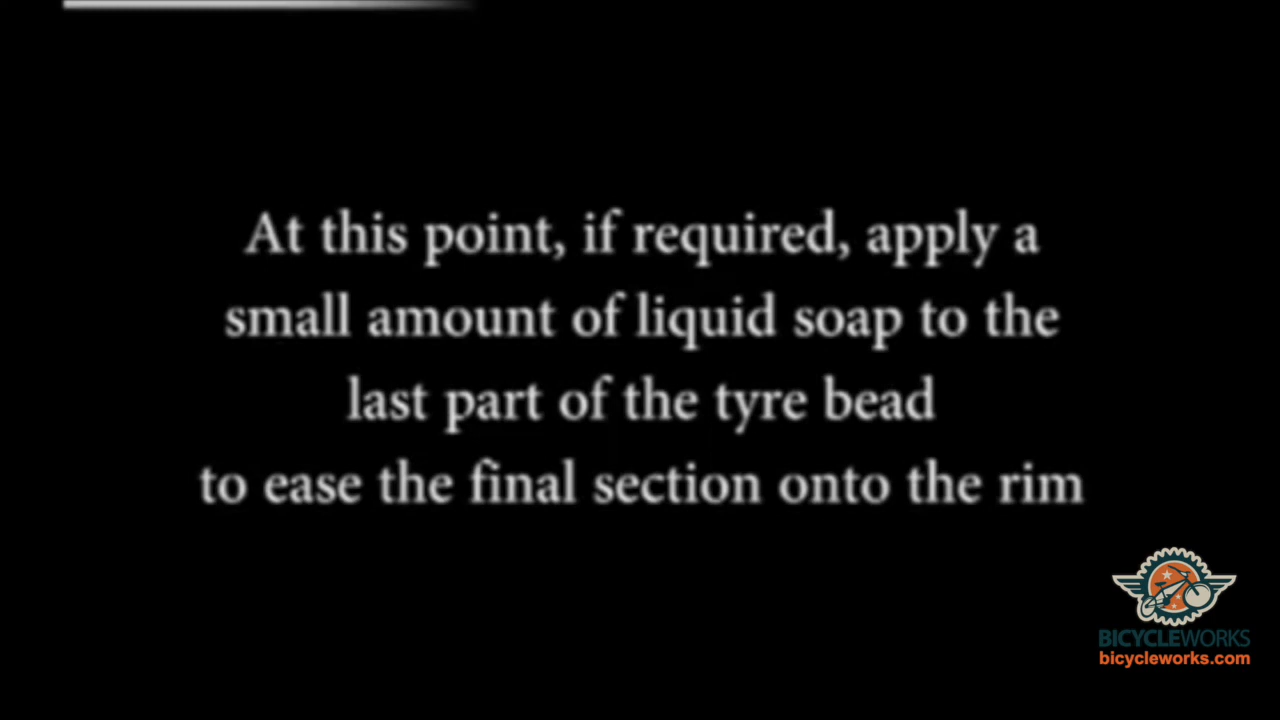 At this point, if required, apply a
small amount of liquid soap to the
last part of the tyre bead
to ease the final section onto the rim
BICYCLEWORKS
bicycleworks.com